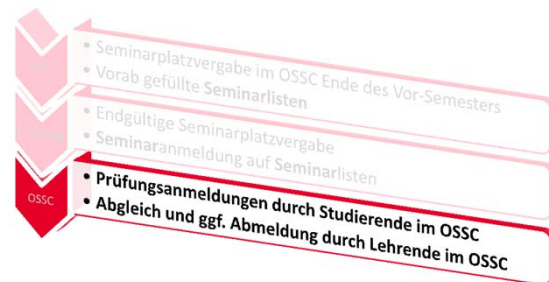 • Seminarplatzvergabe im OSSC Ende des Vor-Semesters
• Vorab gefüllte Seminarlisten
• Endgültige Seminarplatzvergabe
• Seminaranmeldung auf Seminarlisten
OSSC
• Prüfungsanmeldungen durch Studierende im OSSC
• Abgleich und ggf. Abmeldung durch Lehrende im OSSC